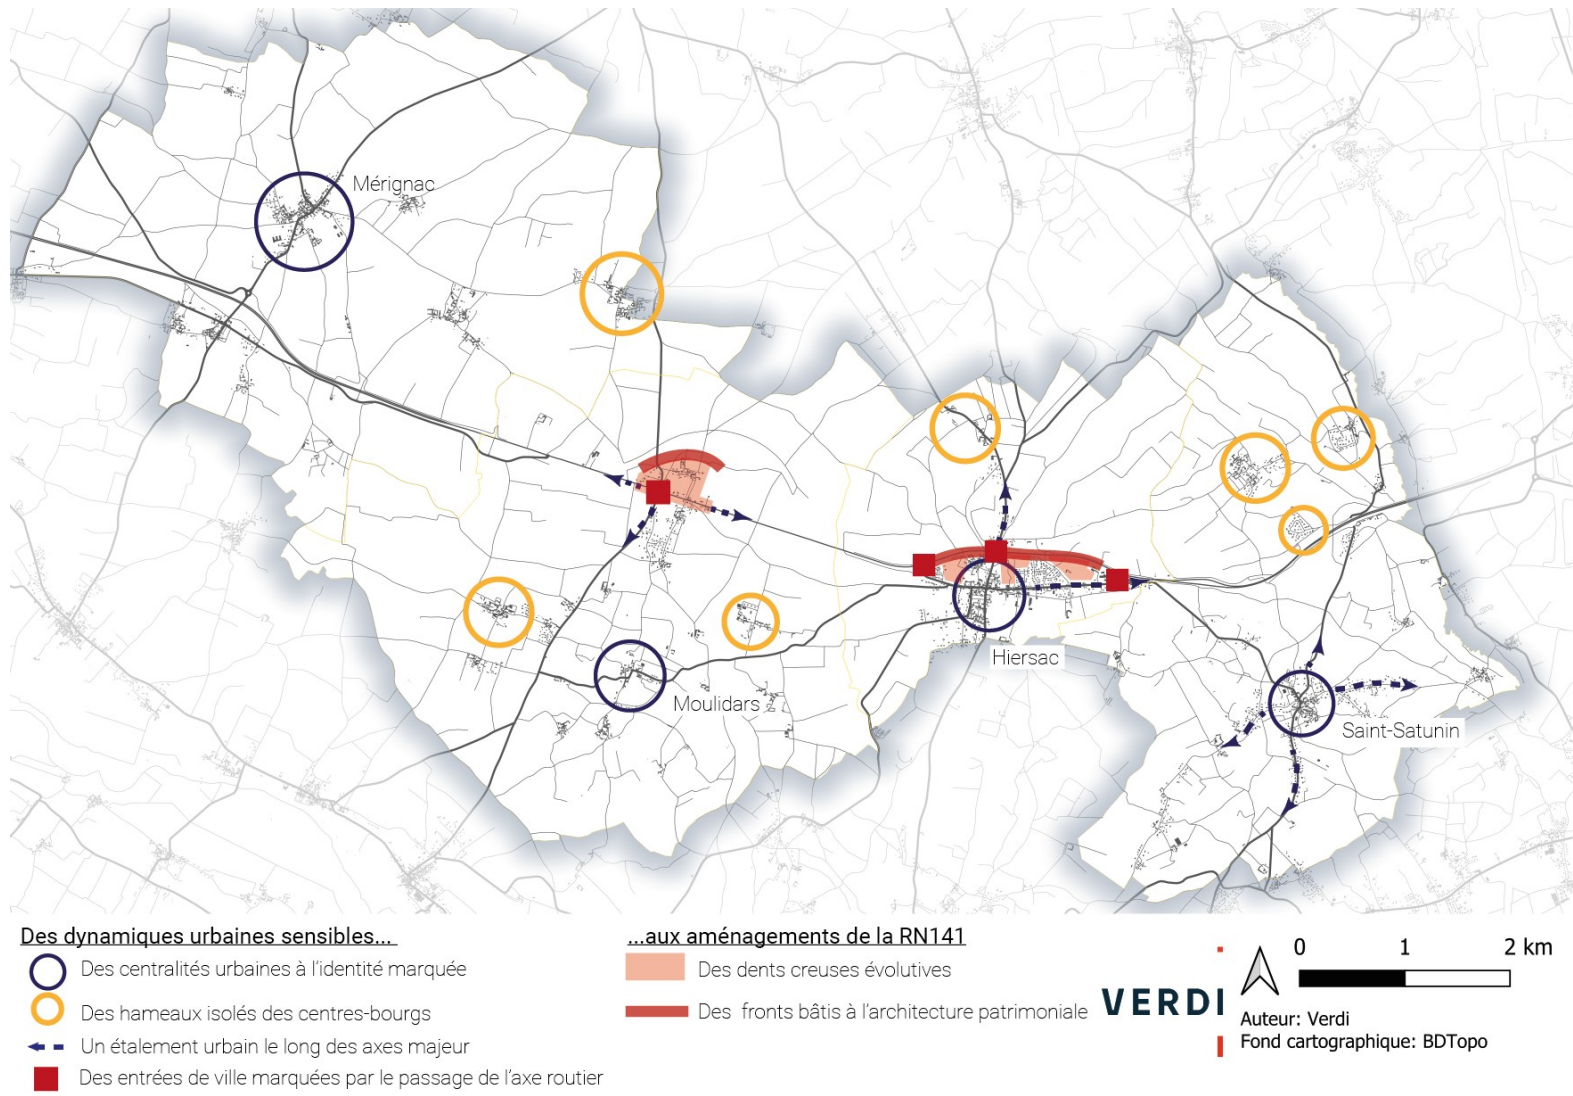 Mérignac
Hiersac
Moulidars
Saint-Satunin
Des dynamiques urbaines sensibles...
Des centralités urbaines à l'identité marquée
Des hameaux isolés des centres-bourgs
Un étalement urbain le long des axes majeur
Des entrées de ville marquées par le passage de l'axe routier
...aux aménagements de la RN141
Des dents creuses évolutives
Des fronts bâtis à l'architecture patrimoniale
VERDI
0 1 2 km
Auteur: Verdi
Fond cartographique: BDTopo